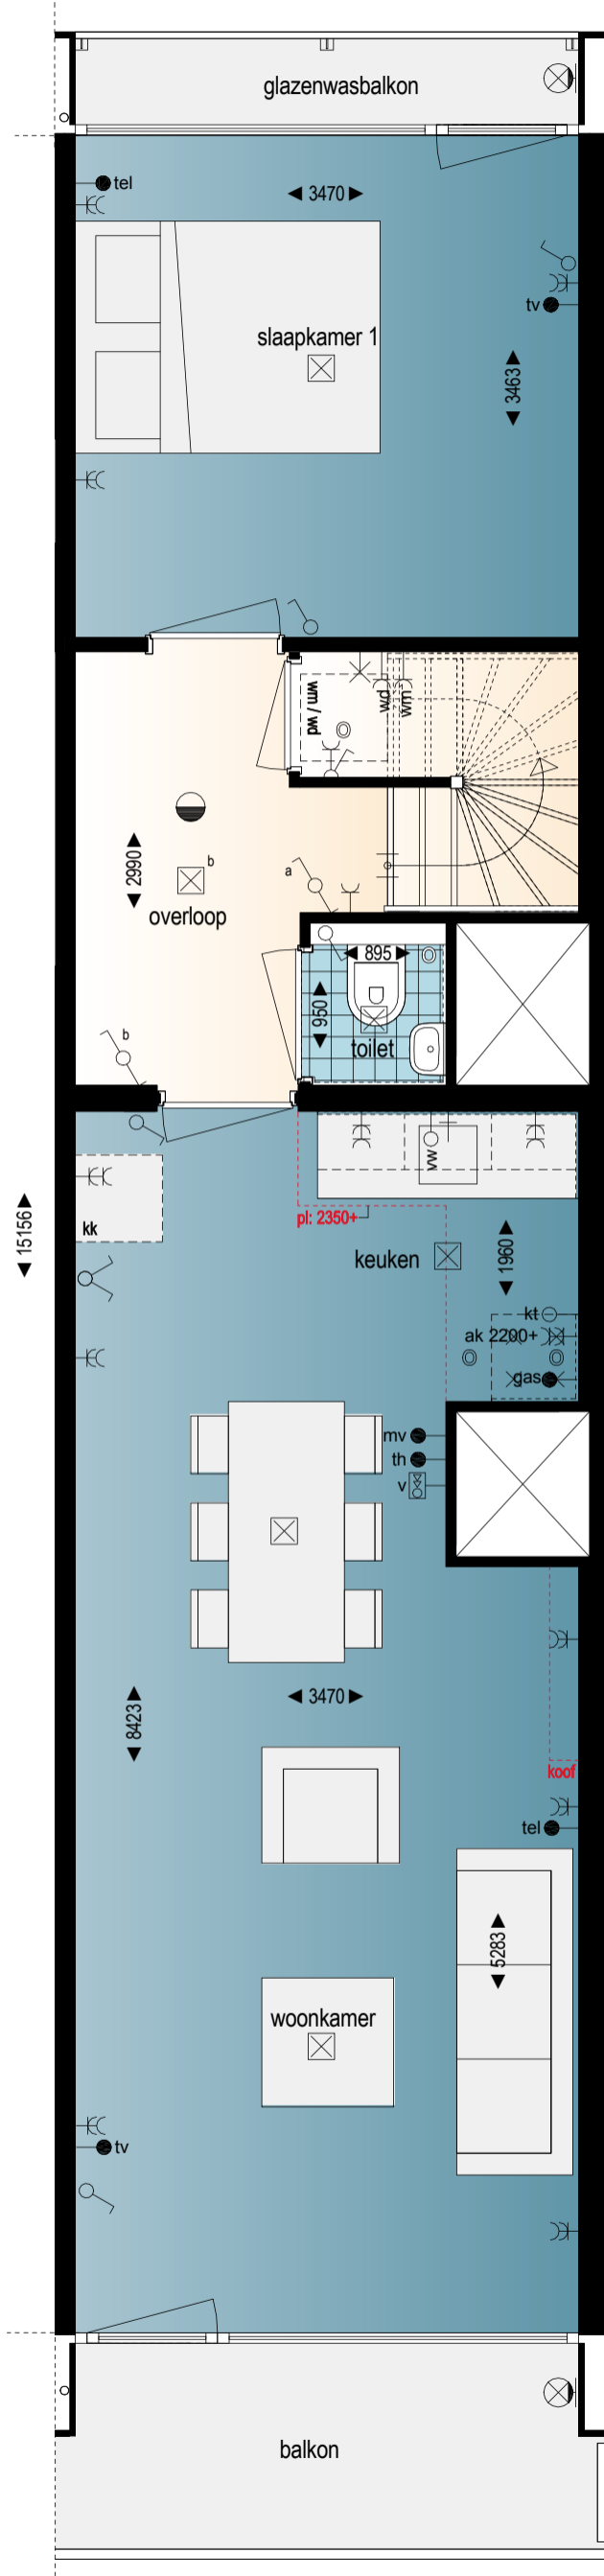 glazenwasbalkon
tel
3470
tv
slaapkamer 1
3463
wm / wd
wd
wm
2990
b
a
overloop
895
950
b
toilet
vw
kk
15156
pl: 2350+
keuken
1960
kt
ak 2200+
gas
mv
th
v
3470
8423
koof
tel
5283
woonkamer
tv
balkon